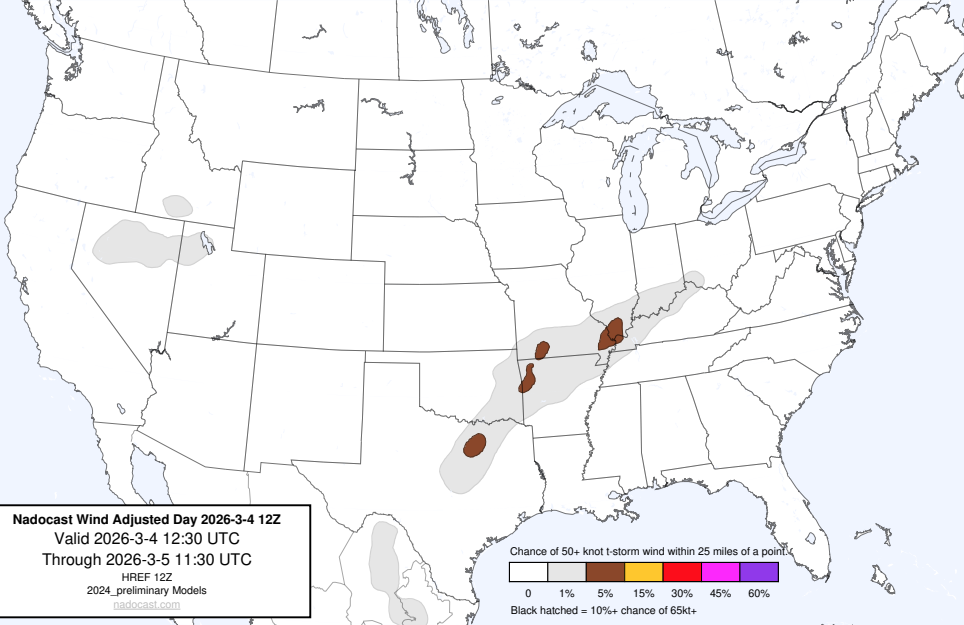 Nadocast Wind Adjusted Day 2026-3-4 12Z
Valid 2026-3-4 12:30 UTC
Through 2026-3-5 11:30 UTC
HREF 12Z
2024_preliminary Models
nadocast.com
Chance of 50+ knot t-storm wind within 25 miles of a point.
0 1% 5% 15% 30% 45% 60%
Black hatched = 10%+ chance of 65kt+